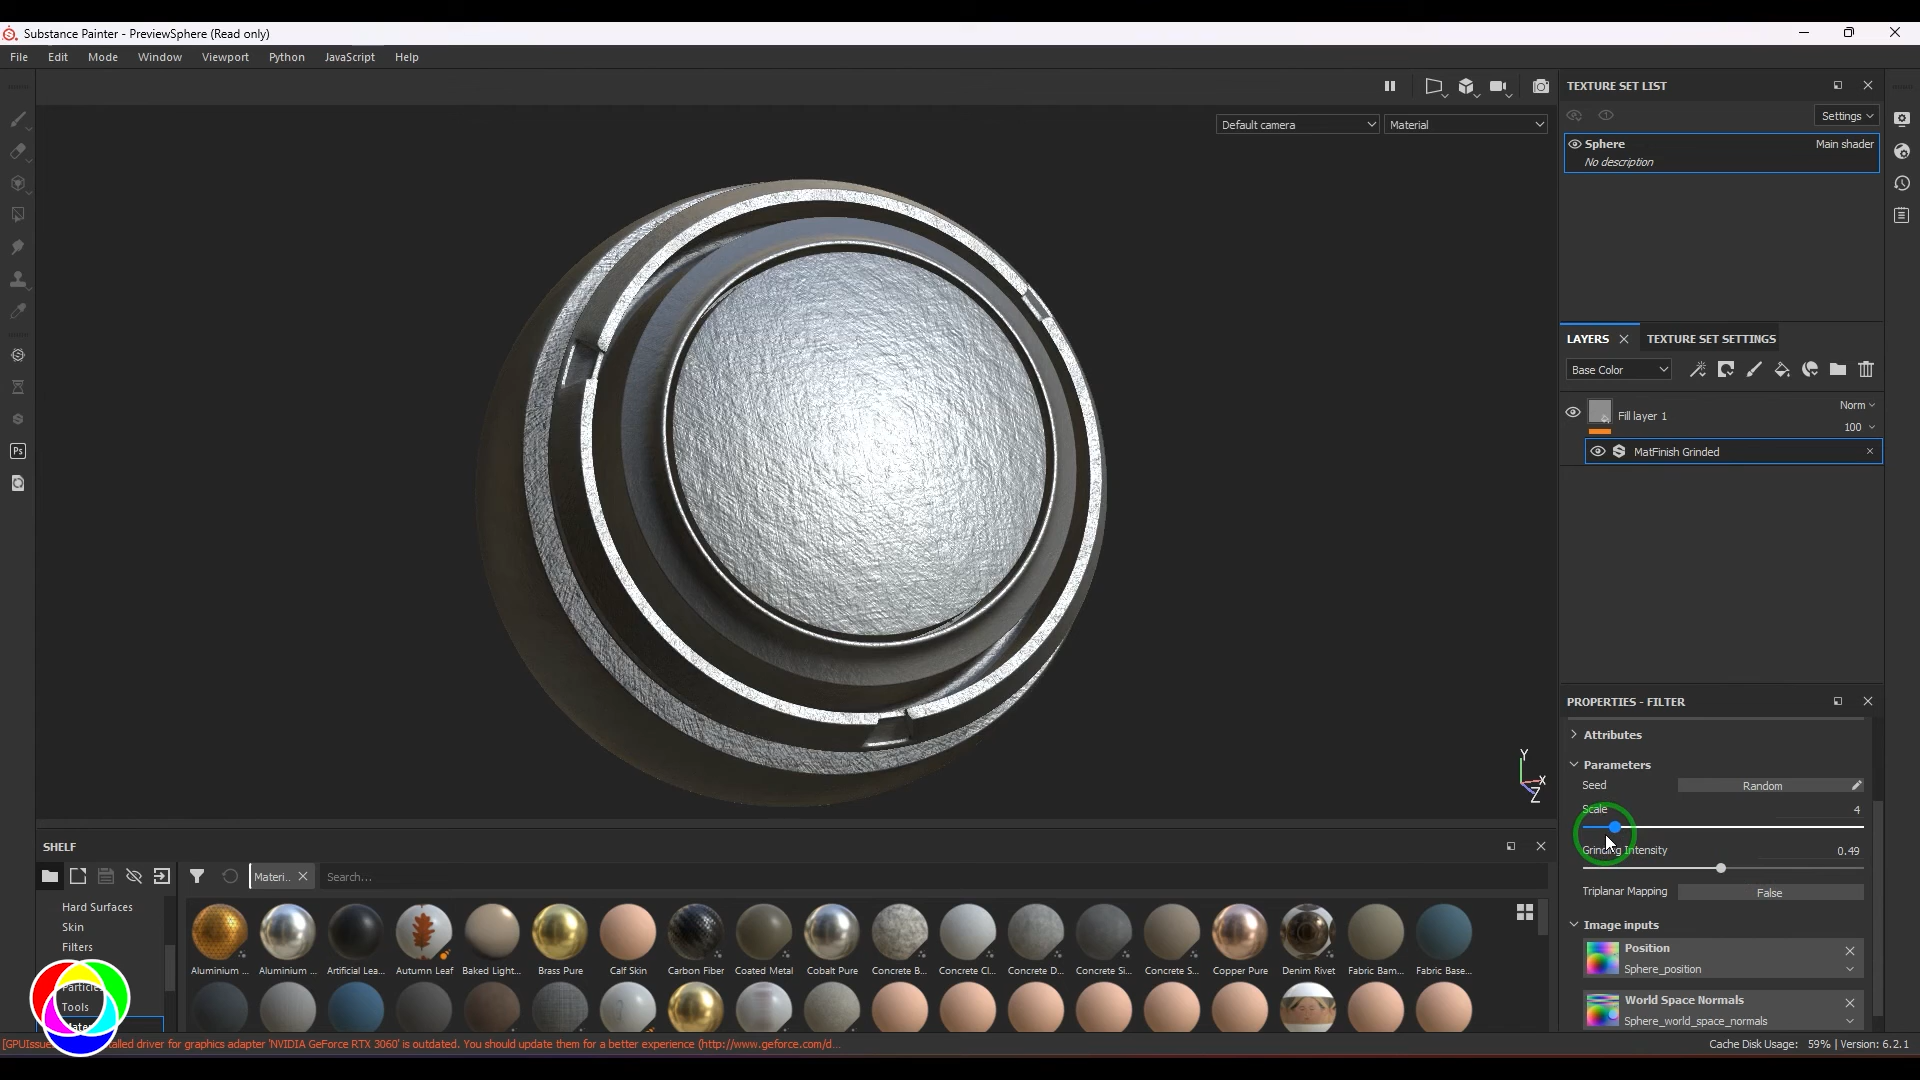 Substance Painter - PreviewSphere (Read only)
File Edit Mode Window Viewport Python JavaScript Help
TEXTURE SET LIST
Settings
Default camera
Material
Sphere
Main shader
No description
LAYERS
TEXTURE SET SETTINGS
Base Color
Norm
Fill layer 1
100
MatFinish Grinded
Ps
PROPERTIES - FILTER
Attributes
Parameters
Seed
Random
Scale
4
Grinding Intensity
0.49
Triplanar Mapping
False
Image inputs
Position
Sphere_position
World Space Normals
Sphere_world_space_normals
Y
X
Z
SHELF
Materi..
Search...
Hard Surfaces
Skin
Filters
Particles
Tools
Aluminium ...
Aluminium ...
Artificial Lea...
Autumn Leaf
Baked Light...
Brass Pure
Calf Skin
Carbon Fiber
Coated Metal
Cobalt Pure
Concrete B...
Concrete Cl...
Concrete D...
Concrete Si...
Concrete S...
Copper Pure
Denim Rivet
Fabric Bam...
Fabric Base...
[GPUIssue
alled driver for graphics adapter 'NVIDIA GeForce RTX 3060' is outdated. You should update them for a better experience (http://www.geforce.com/d...
Cache Disk Usage: 59% | Version: 6.2.1